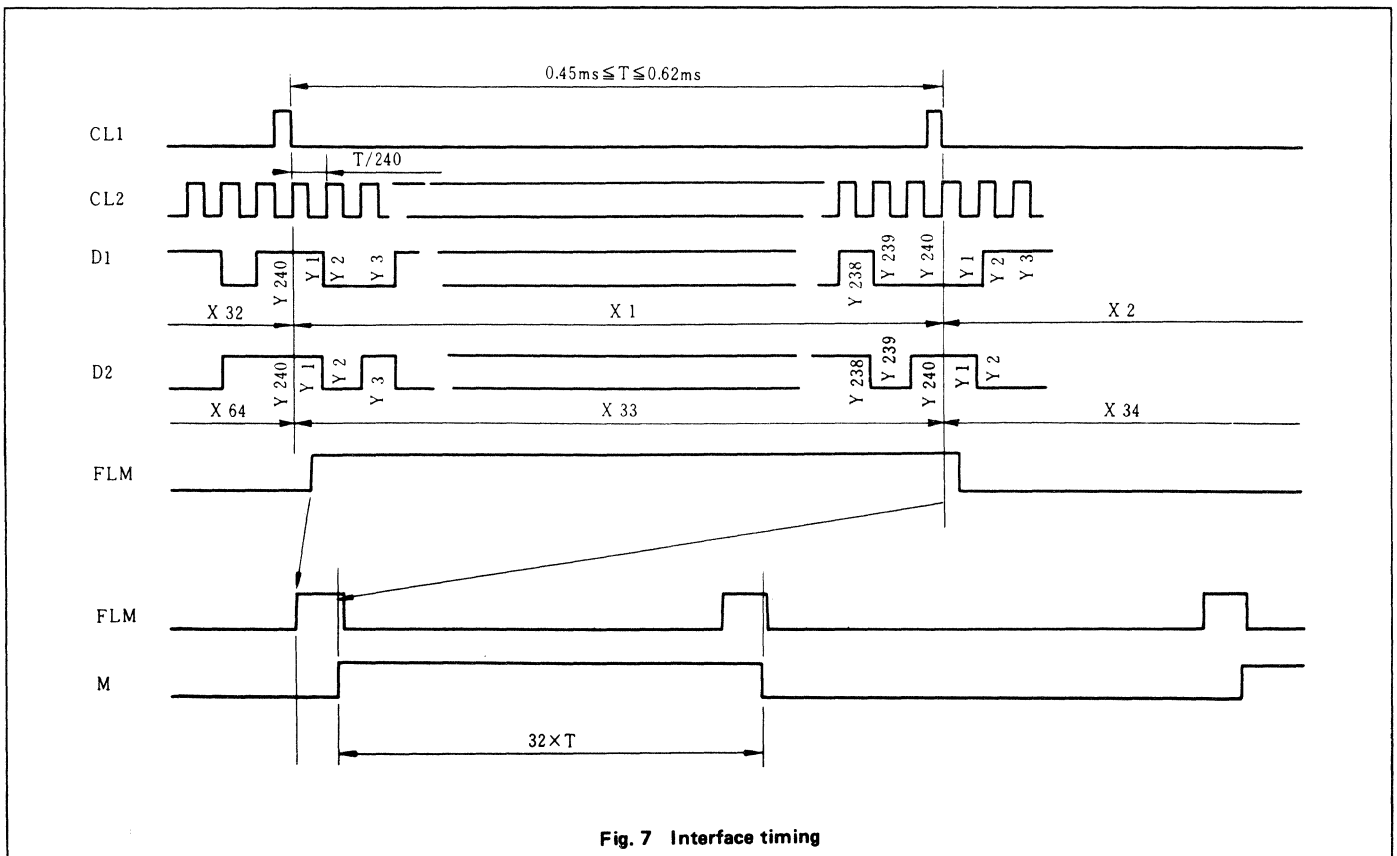 0.45ms≦T≦0.62ms
CL1
T/240
CL2
D1
Y 240
Y 1
Y 2
Y 3
Y 238
Y 239
Y 240
Y 1
Y 2
Y 3
X 32
X 1
X 2
D2
Y 240
Y 1
Y 2
Y 3
Y 238
Y 239
Y 240
Y 1
Y 2
X 64
X 33
X 34
FLM
FLM
M
32×T
Fig. 7 Interface timing